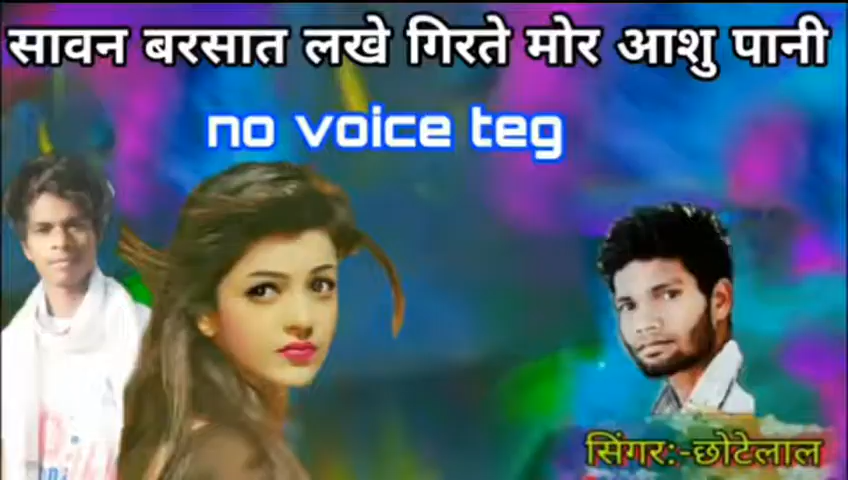 सावन बरसात लखे गिरते मोर आशु पानी
no voice teg
सिंगर:-छोटेलाल